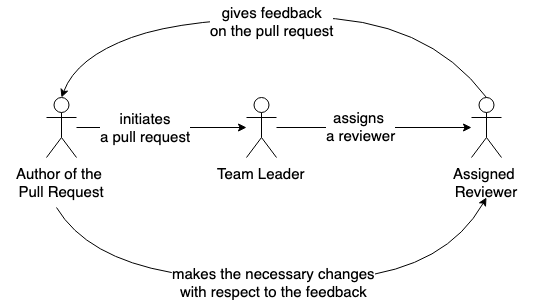 gives feedback
on the pull request
initiates
a pull request
assigns
a reviewer
Author of the
Pull Request
Team Leader
Assigned
Reviewer
makes the necessary changes
with respect to the feedback